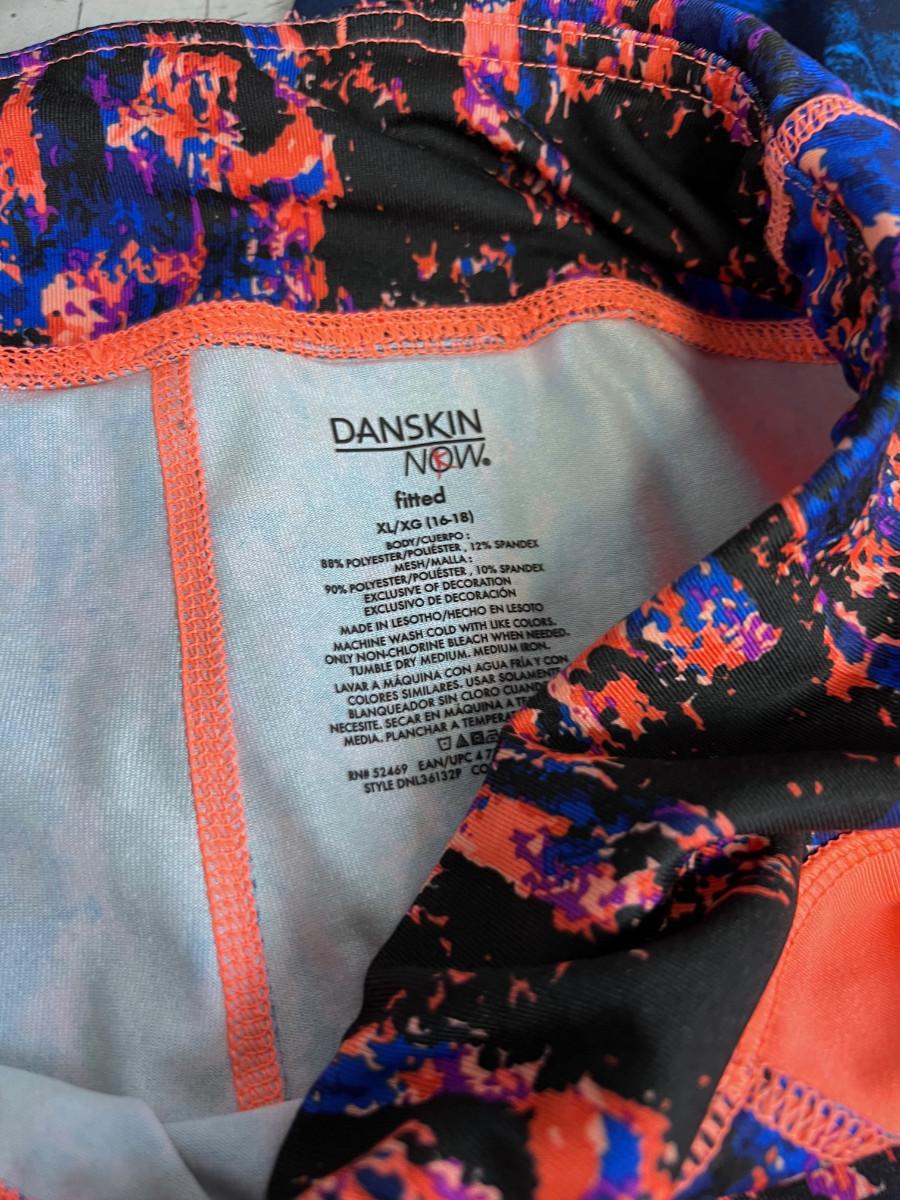 DANSKIN
NOW®
fitted
XL/XG (16-18)
BODY/CUERPO :
88% POLYESTER/POLIÉSTER , 12% SPANDEX
MESH/MALLA :
90% POLYESTER/POLIÉSTER , 10% SPANDEX
EXCLUSIVE OF DECORATION
EXCLUSIVO DE DECORACIÓN
MADE IN LESOTHO/HECHO EN LESOTO
MACHINE WASH COLD WITH LIKE COLORS.
ONLY NON-CHLORINE BLEACH WHEN NEEDED.
TUMBLE DRY MEDIUM. MEDIUM IRON.
LAVAR A MÁQUINA CON AGUA FRÍA Y CON
COLORES SIMILARES. USAR SOLAMENTE
BLANQUEADOR SIN CLORO
NECESITE. SECAR EN MÁQUINA A
MEDIA. PLANCHAR A
RN# 52469 EAN/UPC 4 7
STYLE DNL36132P